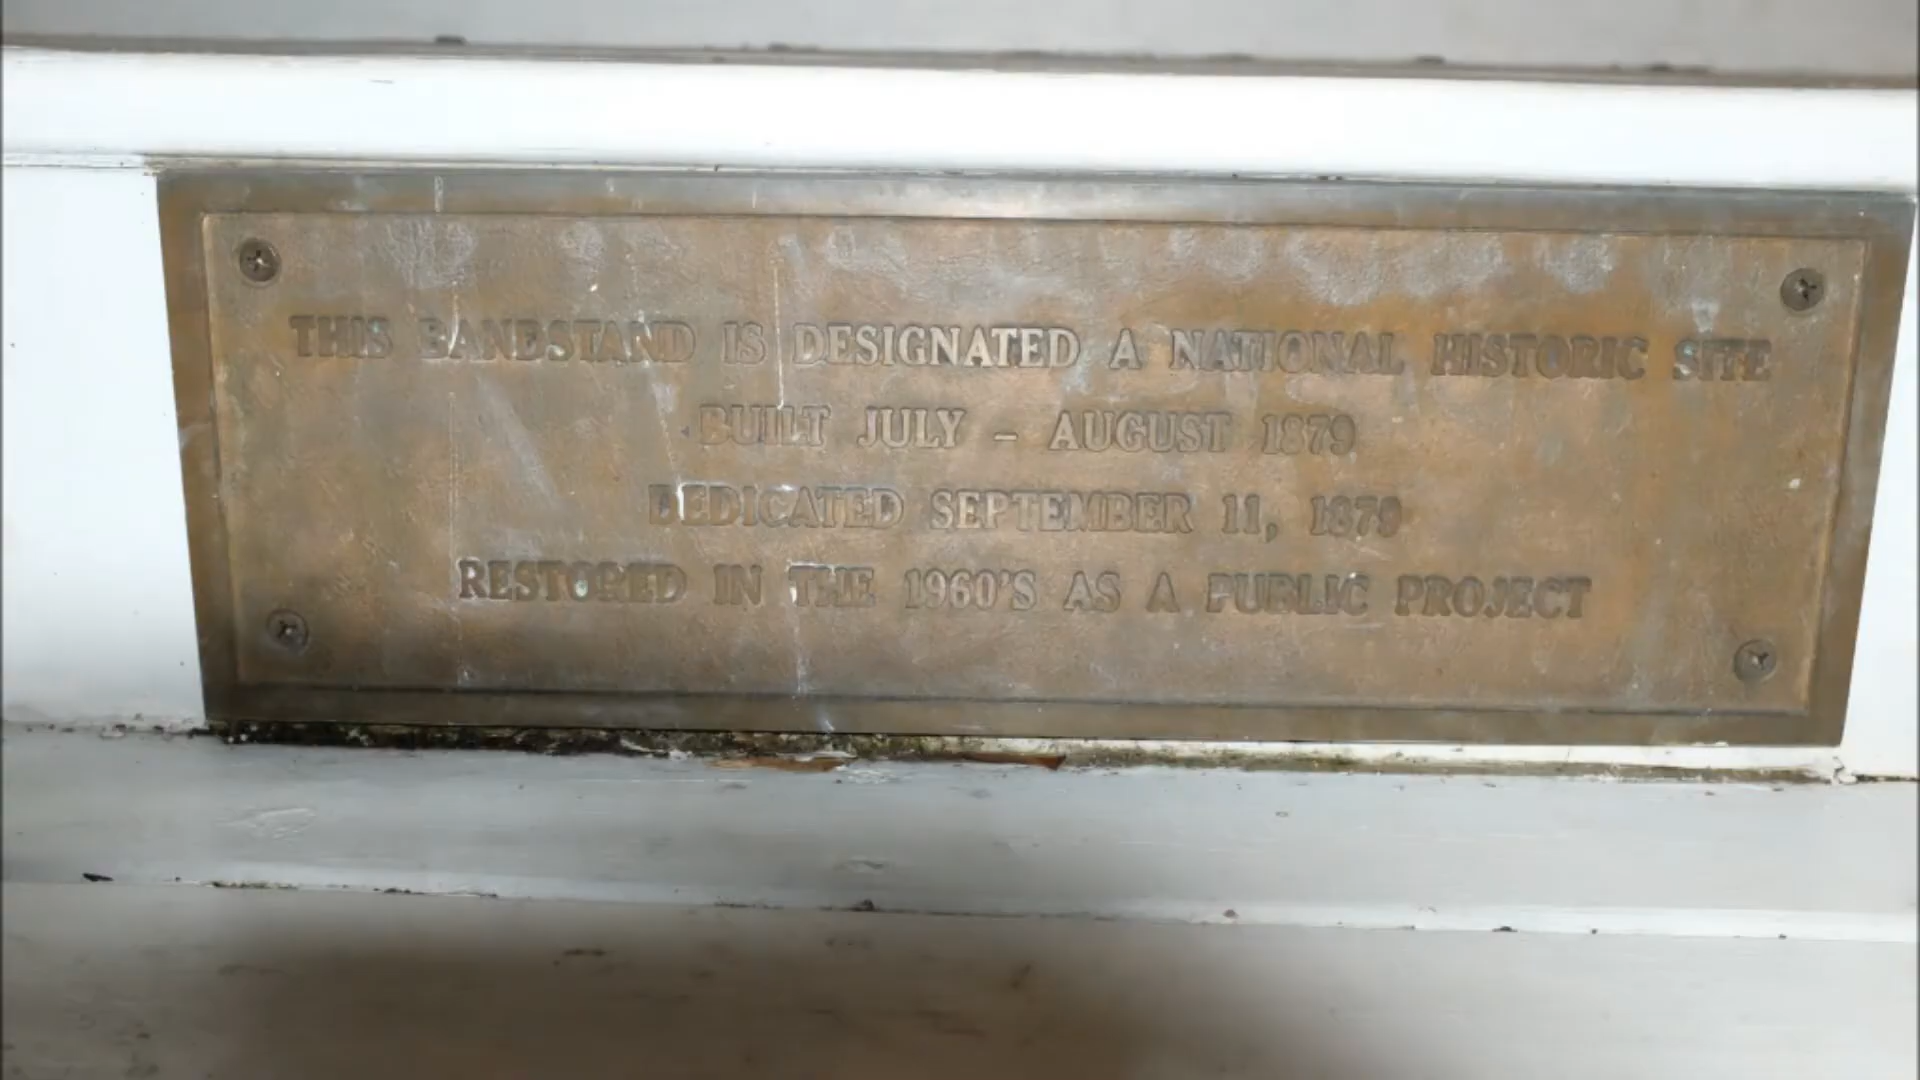 THIS BANDSTAND IS DESIGNATED A NATIONAL HISTORIC SITE
BUILT JULY - AUGUST 1879
DEDICATED SEPTEMBER 11, 1879
RESTORED IN THE 1960'S AS A PUBLIC PROJECT